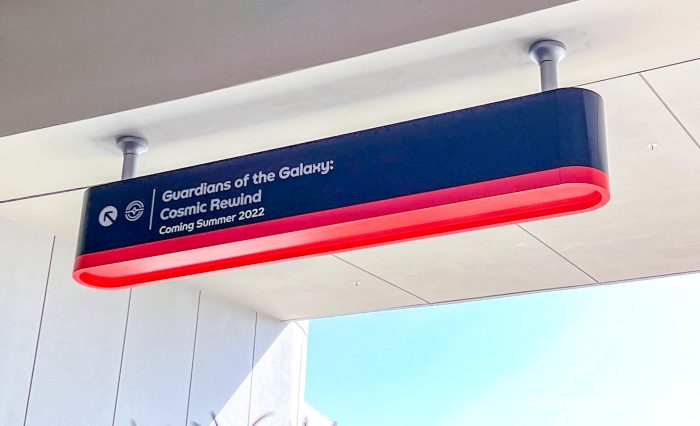 Guardians of the Galaxy:
Cosmic Rewind
Coming Summer 2022